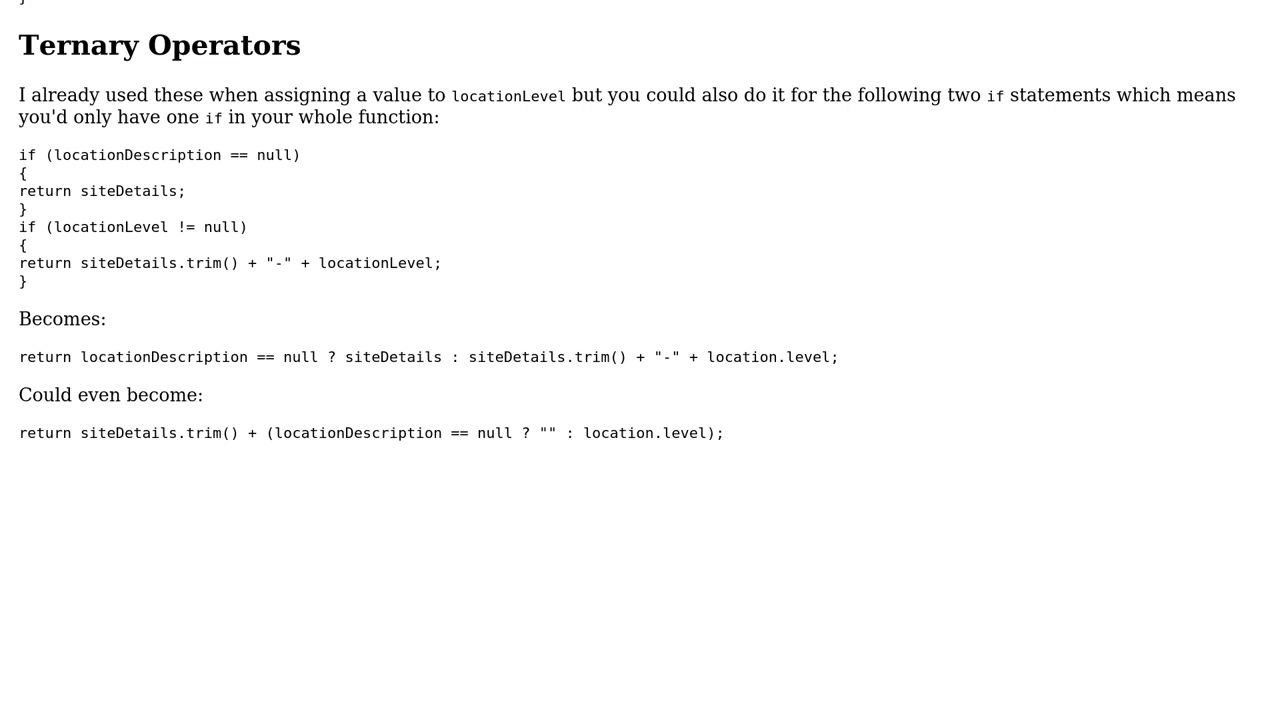 }
Ternary Operators
I already used these when assigning a value to locationLevel but you could also do it for the following two if statements which means
you'd only have one if in your whole function:
if (locationDescription == null)
{
return siteDetails;
}
if (locationLevel != null)
{
return siteDetails.trim() + "-" + locationLevel;
}
Becomes:
return locationDescription == null ? siteDetails : siteDetails.trim() + "-" + location.level;
Could even become:
return siteDetails.trim() + (locationDescription == null ? "" : location.level);